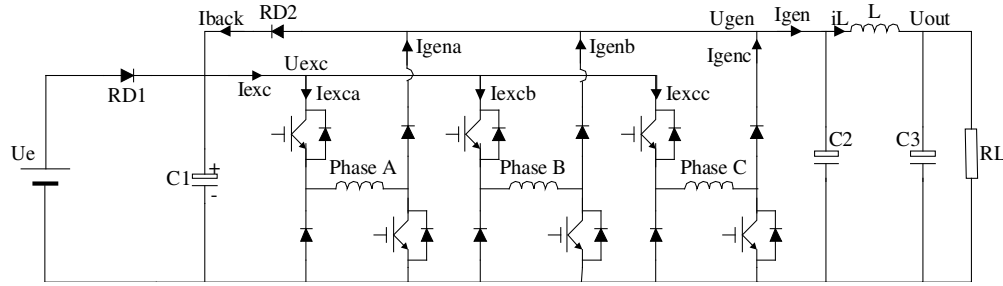 Iback RD2 Igena Igenb Ugen Igen iL L Uout
Igenc
Uexc
RD1 Iexc Iexca Iexcb Iexcc
Ue
C1 + Phase A Phase B Phase C C2 C3 RL
-